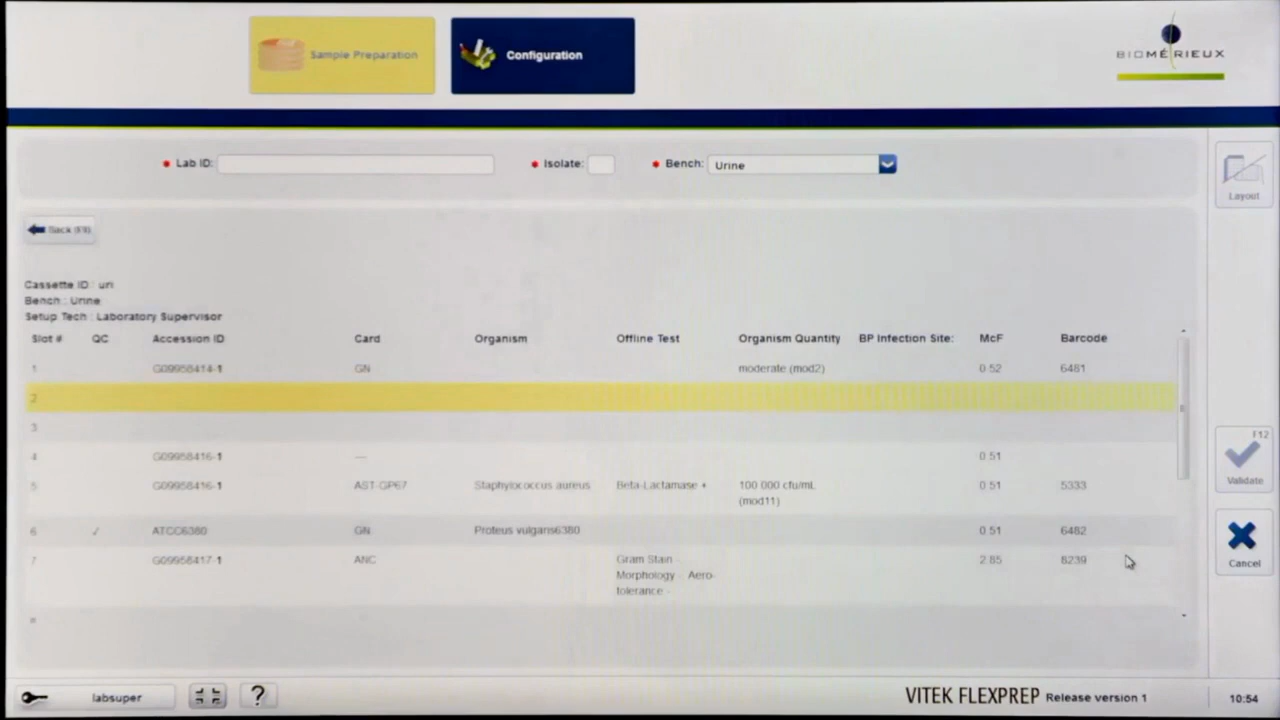 Sample Preparation
Configuration
BIOMÉRIEUX
* Lab ID:
* Isolate:
* Bench: Urine
Layout
Back (F8)
Cassette ID : uri
Bench : Urine
Setup Tech : Laboratory Supervisor
Slot # QC Accession ID Card Organism Offline Test Organism Quantity BP Infection Site: McF Barcode
1 G09958414-1 GN moderate (mod2) 0.52 6481
2
3
4 G09958416-1 --- 0.51
5 G09958416-1 AST-GP67 Staphylococcus aureus Beta-Lactamase + 100 000 cfu/mL 0.51 5333
(mod11)
6 ✓ ATCC6380 GN Proteus vulgaris6380 0.51 6482
7 G09958417-1 ANC Gram Stain 2.85 8239
Morphology - Aero-
tolerance -
F12
Validate
Cancel
labsuper
?
VITEK FLEXPREP Release version 1
10:54